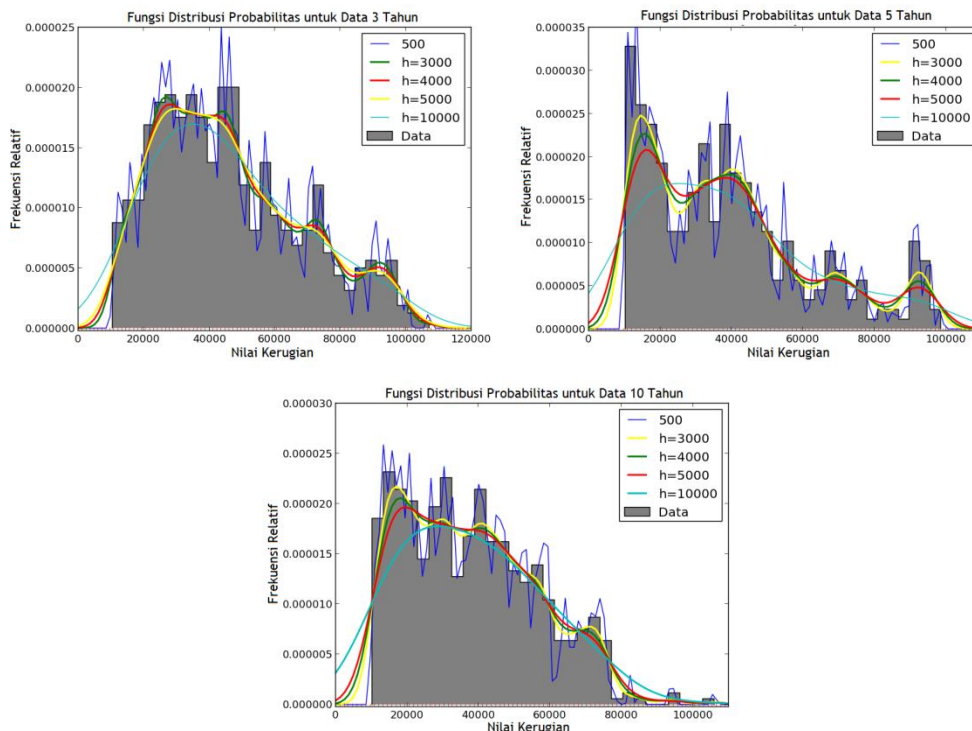 Fungsi Distribusi Probabilitas untuk Data 3 Tahun
0.000025
0.000020
0.000015
0.000010
0.000005
0.000000
Frekuensi Relatif
500
h=3000
h=4000
h=5000
h=10000
Data
0 20000 40000 60000 80000 100000 120000
Nilai Kerugian
Fungsi Distribusi Probabilitas untuk Data 5 Tahun
0.000035
0.000030
0.000025
0.000020
0.000015
0.000010
0.000005
0.000000
Frekuensi Relatif
500
h=3000
h=4000
h=5000
h=10000
Data
0 20000 40000 60000 80000 100000
Nilai Kerugian
Fungsi Distribusi Probabilitas untuk Data 10 Tahun
0.000030
0.000025
0.000020
0.000015
0.000010
0.000005
0.000000
Frekuensi Relatif
500
h=3000
h=4000
h=5000
h=10000
Data
0 20000 40000 60000 80000 100000
Nilai Kerugian